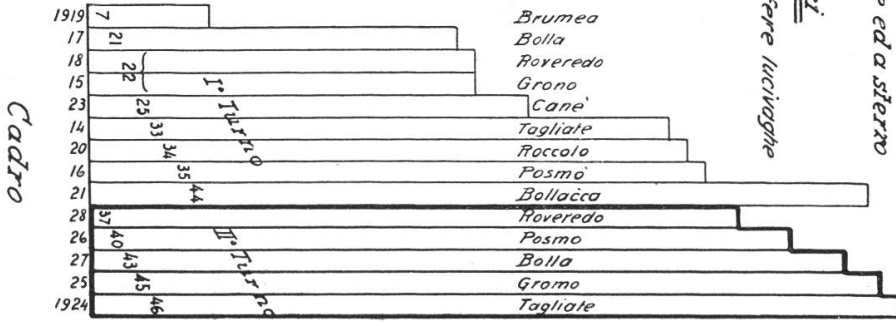 e ed a sterro
fere lucivaghe
Cadro
I° Turno
1919 7 Brumea
17 21 Bolla
18 22 Roveredo
15 Grono
23 25 Canè
14 33 Tagliate
20 34 Roccolo
16 35 Posmò
21 44 Bollacca
II° Turno
28 37 Roveredo
26 40 Posmo
27 43 Bolla
25 45 Gromo
1924 46 Tagliate